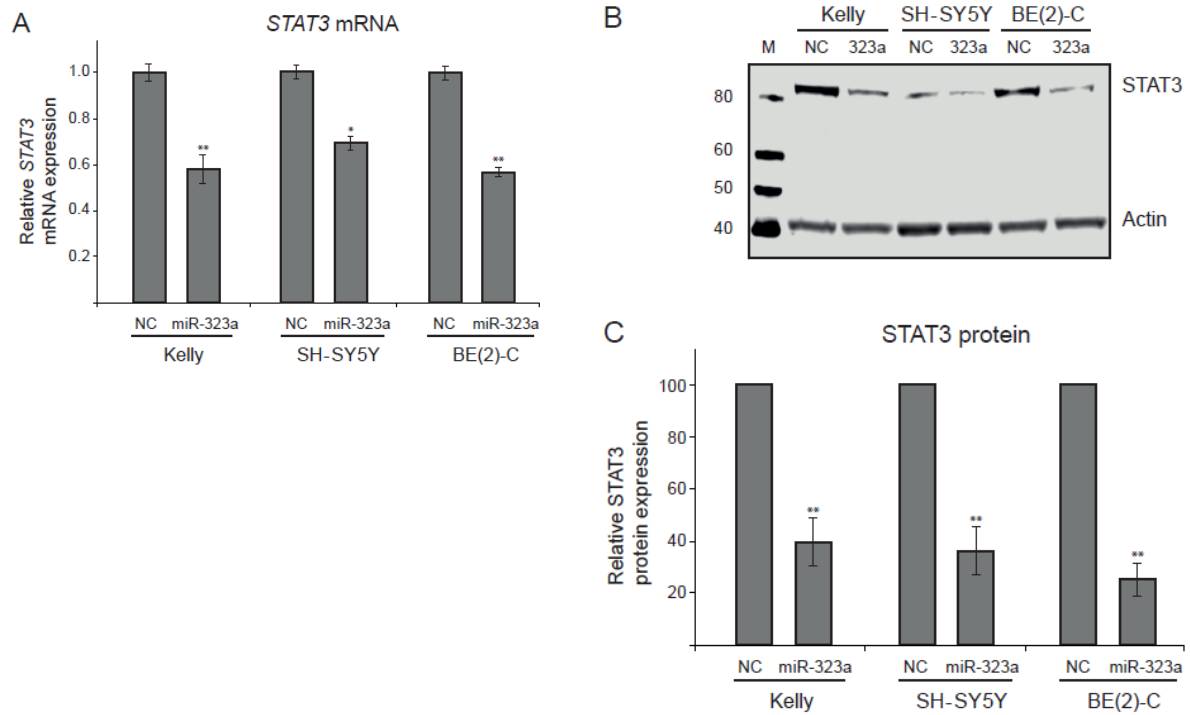 A
STAT3 mRNA
Relative STAT3
mRNA expression
1.0
0.8
0.6
0.4
0.2
** * **
NC miR-323a NC miR-323a NC miR-323a
Kelly SH-SY5Y BE(2)-C
B
Kelly SH-SY5Y BE(2)-C
M NC 323a NC 323a NC 323a
80 STAT3
60
50
40 Actin
C
STAT3 protein
Relative STAT3
protein expression
100
80
60
40
20
** ** **
NC miR-323a NC miR-323a NC miR-323a
Kelly SH-SY5Y BE(2)-C